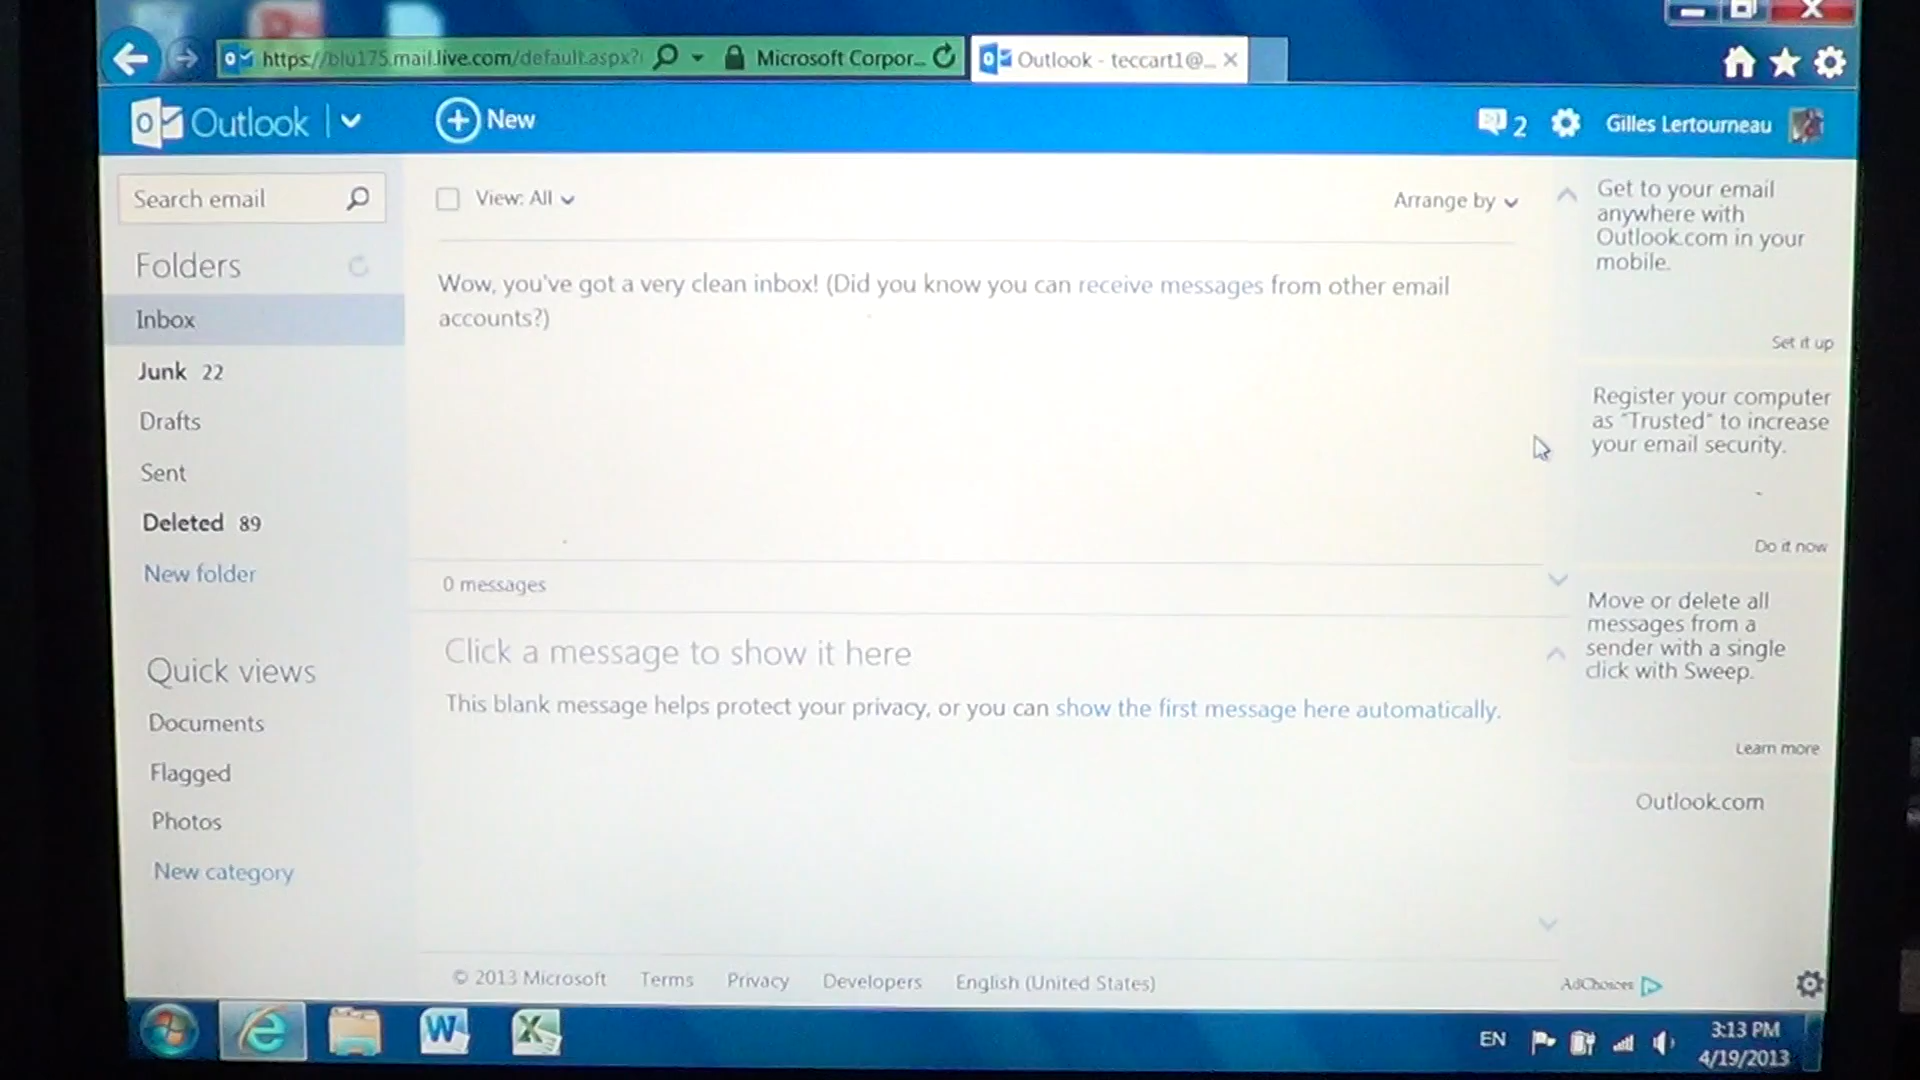 https://blu175.mail.live.com/default.aspx?
Microsoft Corpor...
Outlook - teccart1@...
Outlook
New
2
Gilles Lertourneau
Search email
View: All
Arrange by
Folders
Inbox
Junk 22
Drafts
Sent
Deleted 89
New folder
Quick views
Documents
Flagged
Photos
New category
Wow, you've got a very clean inbox! (Did you know you can receive messages from other email
accounts?)
0 messages
Click a message to show it here
This blank message helps protect your privacy, or you can show the first message here automatically.
Get to your email
anywhere with
Outlook.com in your
mobile.
Set it up
Register your computer
as "Trusted" to increase
your email security.
Do it now
Move or delete all
messages from a
sender with a single
click with Sweep.
Learn more
Outlook.com
© 2013 Microsoft
Terms
Privacy
Developers
English (United States)
AdChoices
EN
3:13 PM
4/19/2013